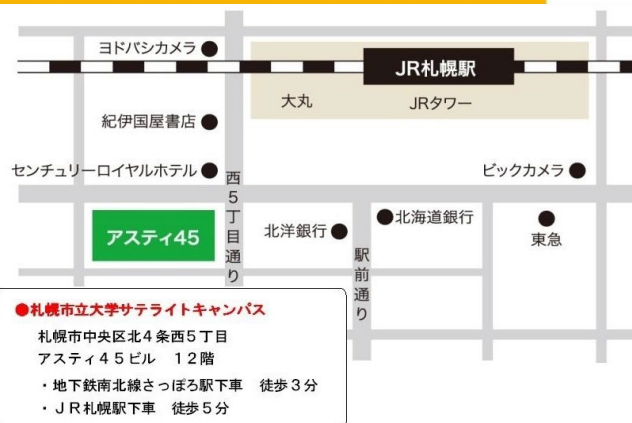 ヨドバシカメラ
JR札幌駅
大丸
JRタワー
紀伊国屋書店
センチュリーロイヤルホテル
ビックカメラ
西5丁目通り
アスティ45
北洋銀行
北海道銀行
東急
駅前通り
●札幌市立大学サテライトキャンパス
札幌市中央区北4条西5丁目
アスティ45ビル　12階
・地下鉄南北線さっぽろ駅下車　徒歩3分
・JR札幌駅下車　徒歩5分